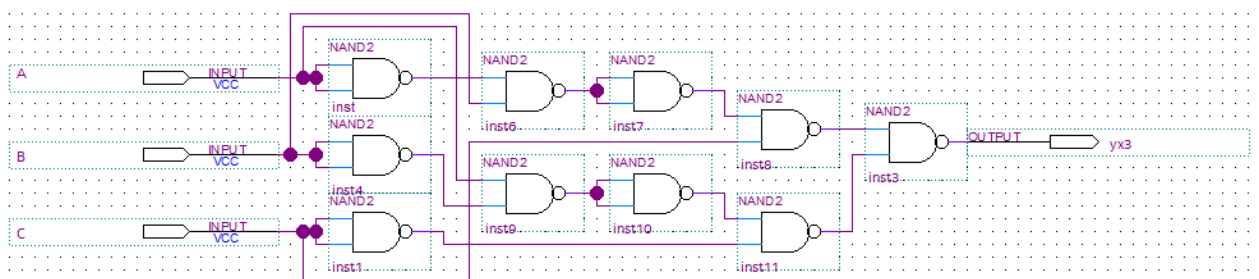 A
INPUT
VCC
B
INPUT
VCC
C
INPUT
VCC
NAND2
inst
NAND2
inst4
NAND2
inst1
NAND2
inst6
NAND2
inst9
NAND2
inst7
NAND2
inst10
NAND2
inst8
NAND2
inst11
NAND2
inst3
OUTPUT
yx3